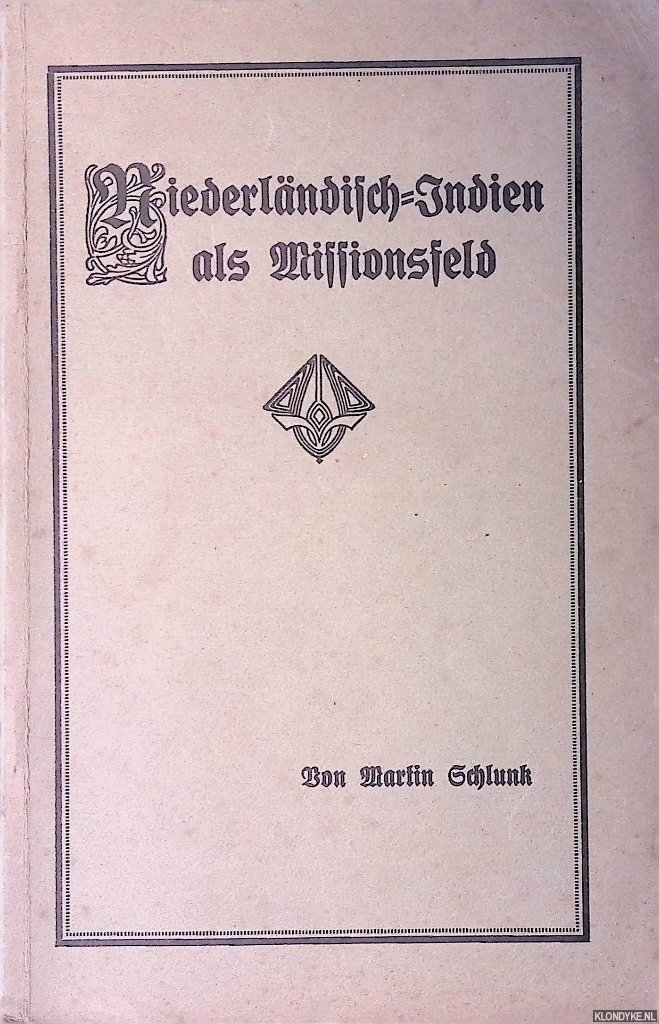 Niederländisch=Indien
als Missionsfeld
Von Martin Schlunk
KLONDYKE.NL